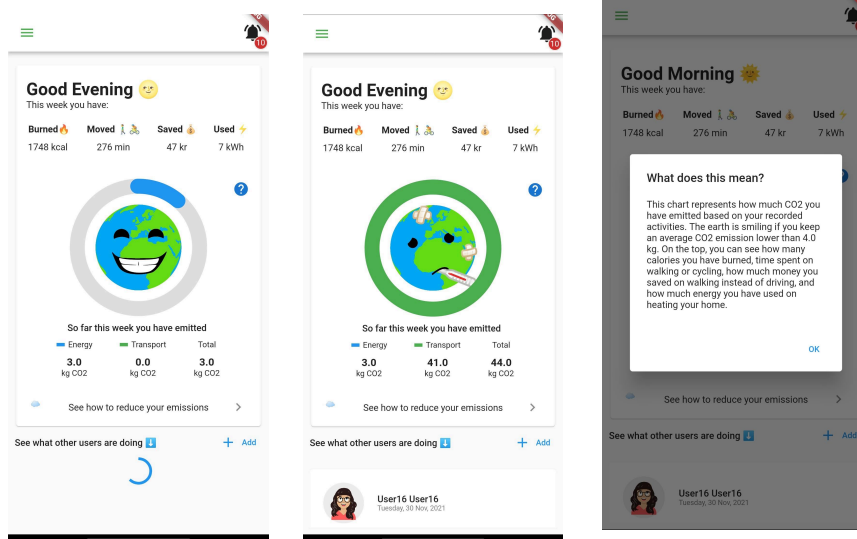 10
Good Evening
This week you have:
Burned Moved Saved Used
1748 kcal 276 min 47 kr 7 kWh
?
So far this week you have emitted
Energy Transport Total
3.0 0.0 3.0
kg CO2 kg CO2 kg CO2
See how to reduce your emissions
See what other users are doing + Add
10
Good Evening
This week you have:
Burned Moved Saved Used
1748 kcal 276 min 47 kr 7 kWh
?
So far this week you have emitted
Energy Transport Total
3.0 41.0 44.0
kg CO2 kg CO2 kg CO2
See how to reduce your emissions
See what other users are doing + Add
User16 User16
Tuesday, 30 Nov, 2021
Good Morning
This week you have:
Burned Moved Saved Used
1748 kcal 276 min 47 kr 7 kWh
What does this mean?
This chart represents how much CO2 you
have emitted based on your recorded
activities. The earth is smiling if you keep
an average CO2 emission lower than 4.0
kg. On the top, you can see how many
calories you have burned, time spent on
walking or cycling, how much money you
saved on walking instead of driving, and
how much energy you have used on
heating your home.
OK
See how to reduce your emissions
See what other users are doing + Add
User16 User16
Tuesday, 30 Nov, 2021